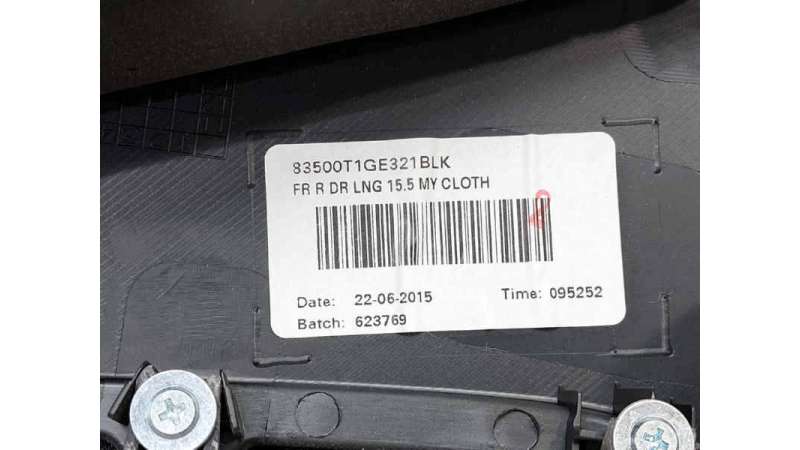 83500T1GE321BLK
FR R DR LNG 15.5 MY CLOTH
Date: 22-06-2015 Time: 095252
Batch: 623769